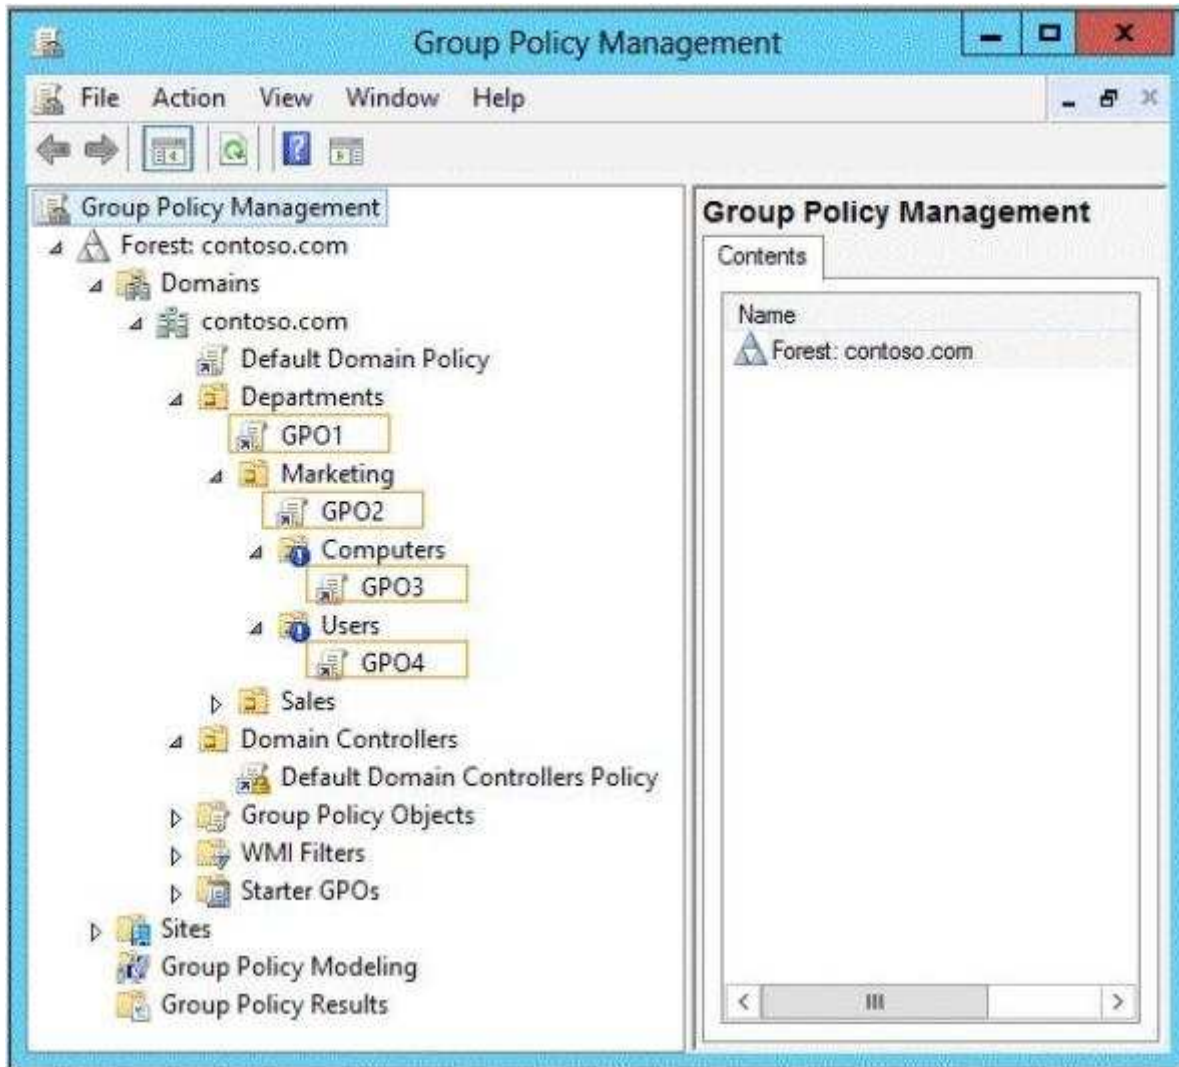 Group Policy Management
File Action View Window Help
Group Policy Management
Forest: contoso.com
Domains
contoso.com
Default Domain Policy
Departments
GPO1
Marketing
GPO2
Computers
GPO3
Users
GPO4
Sales
Domain Controllers
Default Domain Controllers Policy
Group Policy Objects
WMI Filters
Starter GPOs
Sites
Group Policy Modeling
Group Policy Results
Group Policy Management
Contents
Name
Forest: contoso.com